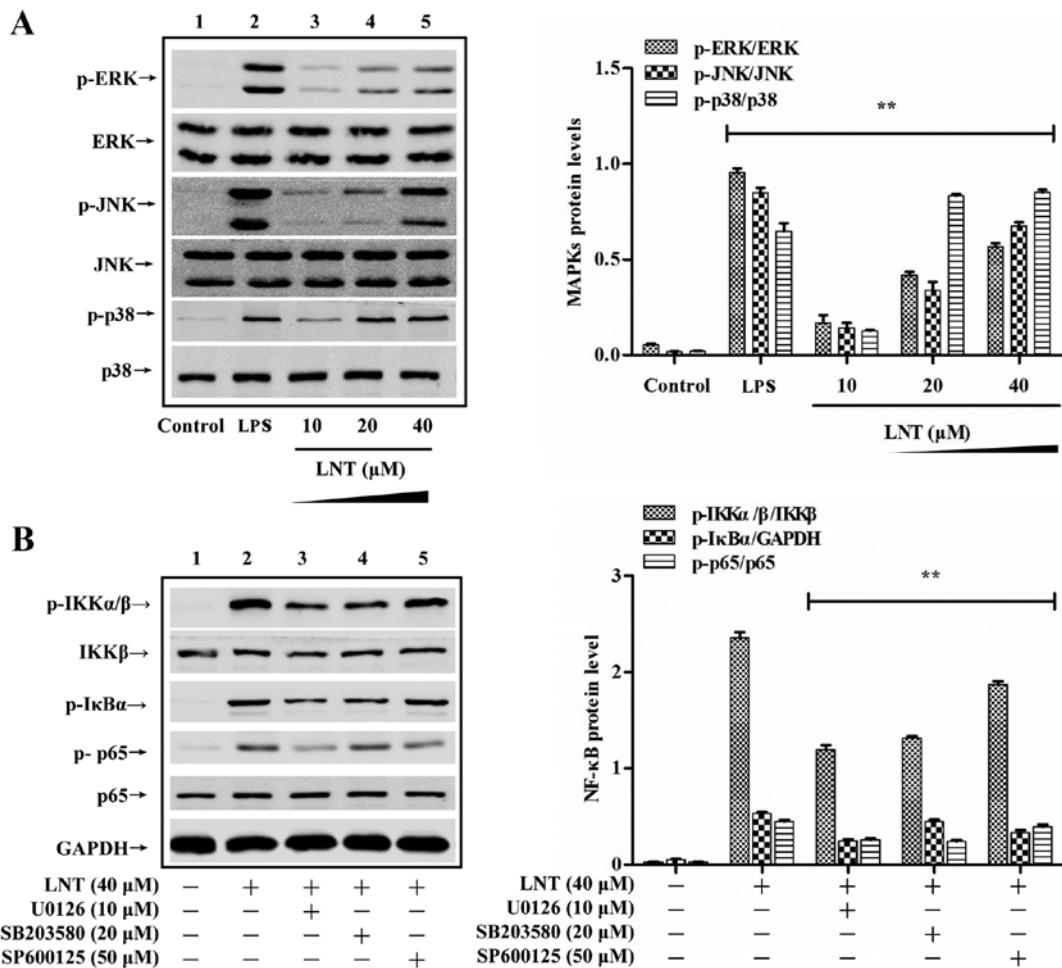 A
1 2 3 4 5
p-ERK→
ERK→
p-JNK→
JNK→
p-p38→
p38→
Control LPS 10 20 40
LNT (μM)
p-ERK/ERK
p-JNK/JNK
p-p38/p38
**
MAPKs protein levels
1.5
1.0
0.5
0.0
Control LPS 10 20 40
LNT (μM)
B
1 2 3 4 5
p-IKKα/β→
IKKβ→
p-IκBα→
p- p65→
p65→
GAPDH→
LNT (40 μM) — + + + +
U0126 (10 μM) — — + — —
SB203580 (20 μM) — — — + —
SP600125 (50 μM) — — — — +
p-IKKα /β/IKKβ
p-IκBα/GAPDH
p-p65/p65
**
NF-κB protein level
3
2
1
0
LNT (40 μM) — + + + +
U0126 (10 μM) — — + — —
SB203580 (20 μM) — — — + —
SP600125 (50 μM) — — — — +